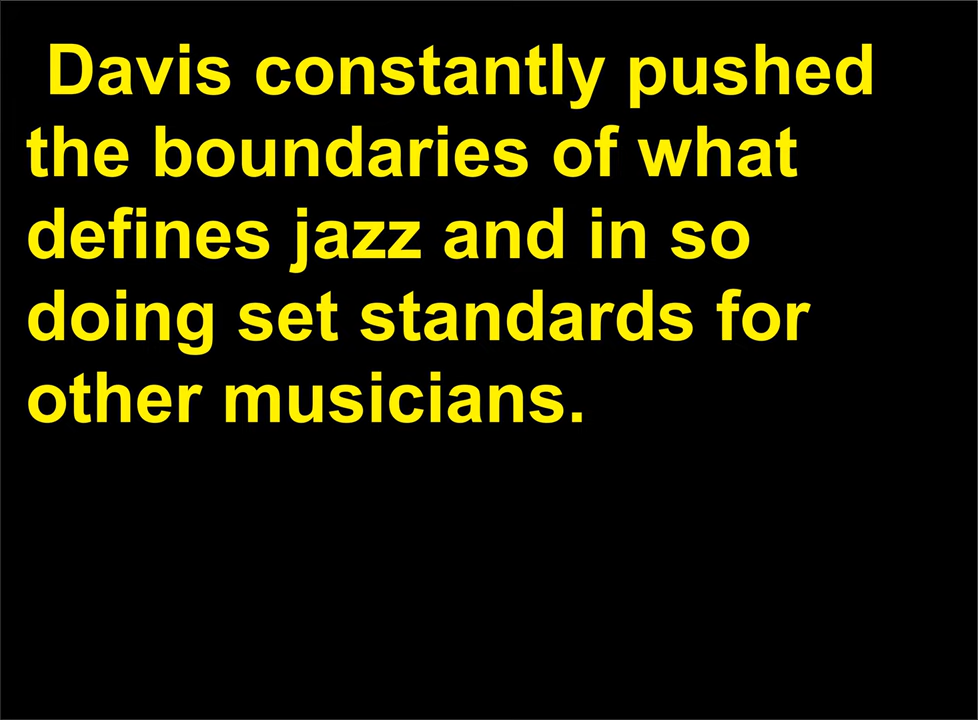 Davis constantly pushed
the boundaries of what
defines jazz and in so
doing set standards for
other musicians.